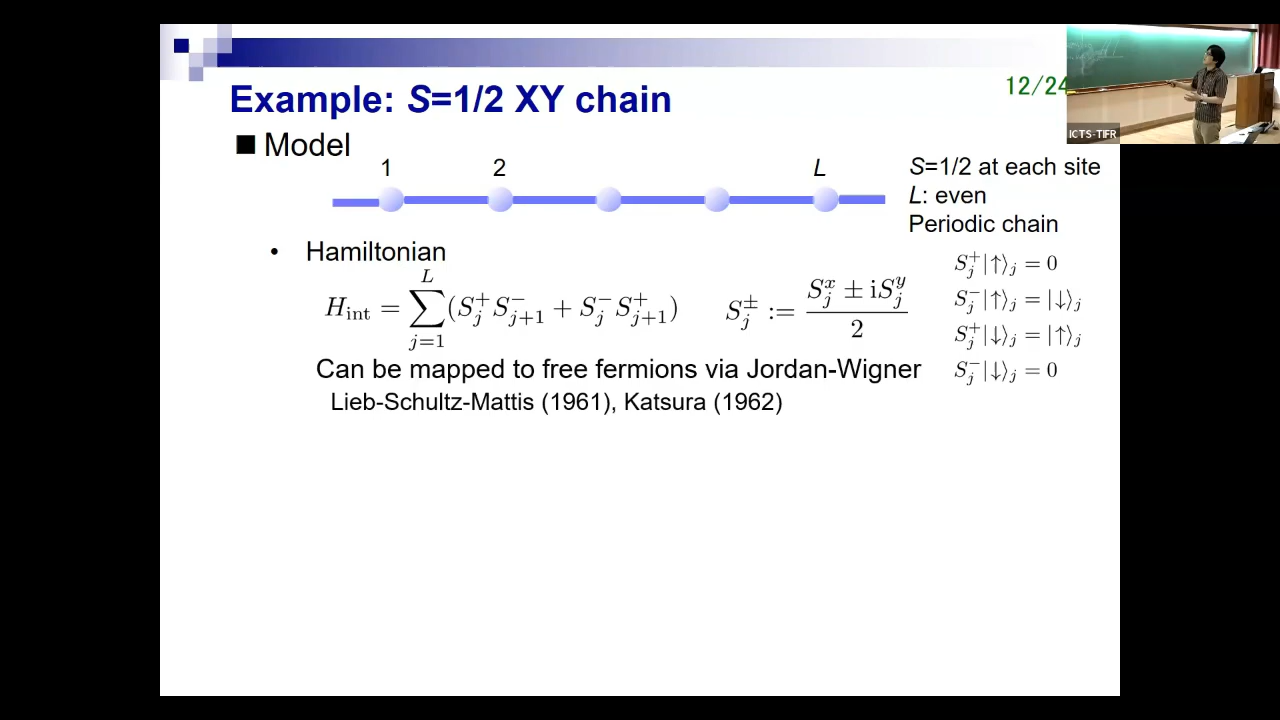 12/24
Example: S=1/2 XY chain
■ Model
1 2 L
S=1/2 at each site
L: even
Periodic chain
• Hamiltonian
H_int = \sum_{j=1}^{L} (S_j^+ S_{j+1}^- + S_j^- S_{j+1}^+)
S_j^± := \frac{S_j^x ± iS_j^y}{2}
S_j^+|↑⟩_j = 0
S_j^-|↑⟩_j = |↓⟩_j
S_j^+|↓⟩_j = |↑⟩_j
S_j^-|↓⟩_j = 0
Can be mapped to free fermions via Jordan-Wigner
Lieb-Schultz-Mattis (1961), Katsura (1962)
ICTS-TIFR